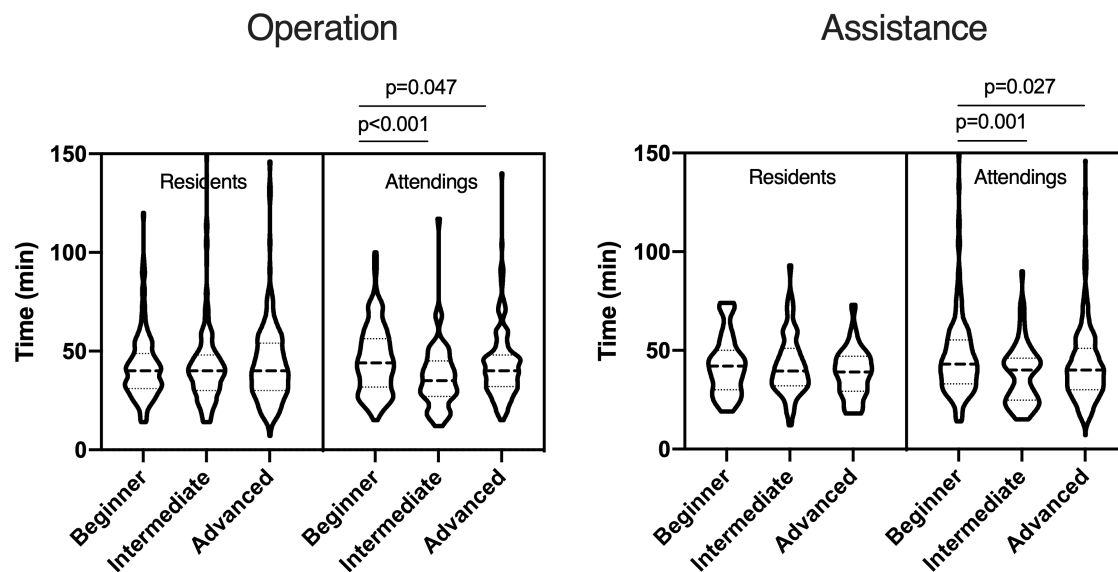 Operation
p=0.047
p<0.001
Time (min)
150
100
50
0
Residents
Attendings
Beginner
Intermediate
Advanced
Beginner
Intermediate
Advanced
Assistance
p=0.027
p=0.001
Time (min)
150
100
50
0
Residents
Attendings
Beginner
Intermediate
Advanced
Beginner
Intermediate
Advanced